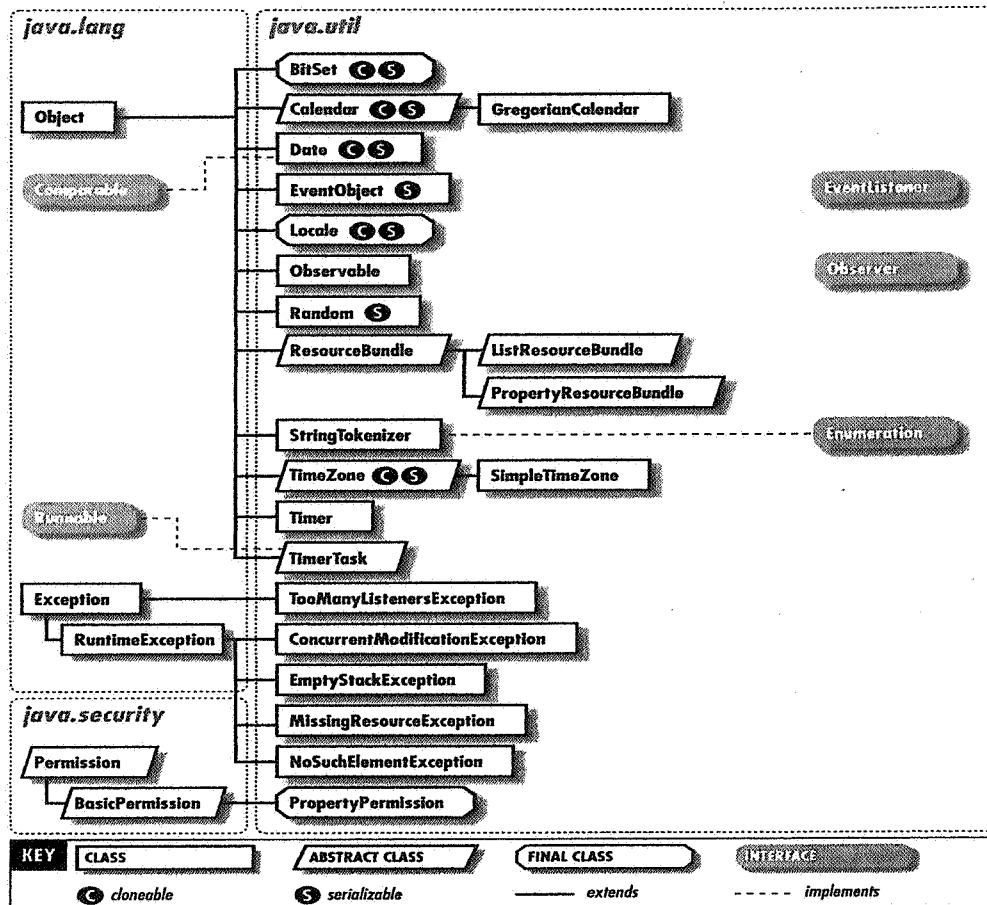 java.lang
java.util
BitSet C S
Object
Calendar C S
GregorianCalendar
Date C S
Comparable
EventObject S
EventListener
Locale C S
Observable
Observer
Random S
ResourceBundle
ListResourceBundle
PropertyResourceBundle
StringTokenizer
Enumeration
TimeZone C S
SimpleTimeZone
Runnable
Timer
TimerTask
Exception
TooManyListenersException
RuntimeException
ConcurrentModificationException
EmptyStackException
java.security
MissingResourceException
Permission
NoSuchElementException
BasicPermission
PropertyPermission
KEY
CLASS
ABSTRACT CLASS
FINAL CLASS
INTERFACE
C cloneable
S serializable
extends
implements